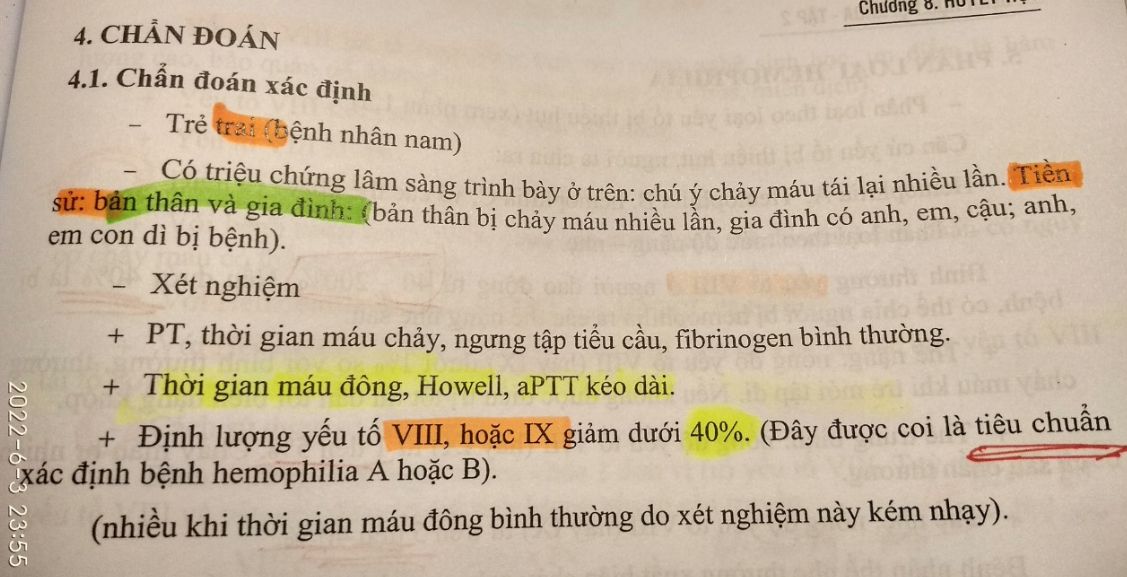 Chương 8.
4. CHẨN ĐOÁN
4.1. Chẩn đoán xác định
– Trẻ trai (bệnh nhân nam)
– Có triệu chứng lâm sàng trình bày ở trên: chú ý chảy máu tái lại nhiều lần. Tiền
sử: bản thân và gia đình: (bản thân bị chảy máu nhiều lần, gia đình có anh, em, cậu; anh,
em con dì bị bệnh).
– Xét nghiệm
+ PT, thời gian máu chảy, ngưng tập tiểu cầu, fibrinogen bình thường.
+ Thời gian máu đông, Howell, aPTT kéo dài.
+ Định lượng yếu tố VIII, hoặc IX giảm dưới 40%. (Đây được coi là tiêu chuẩn
xác định bệnh hemophilia A hoặc B).
(nhiều khi thời gian máu đông bình thường do xét nghiệm này kém nhạy).
2022-6-3 23:55